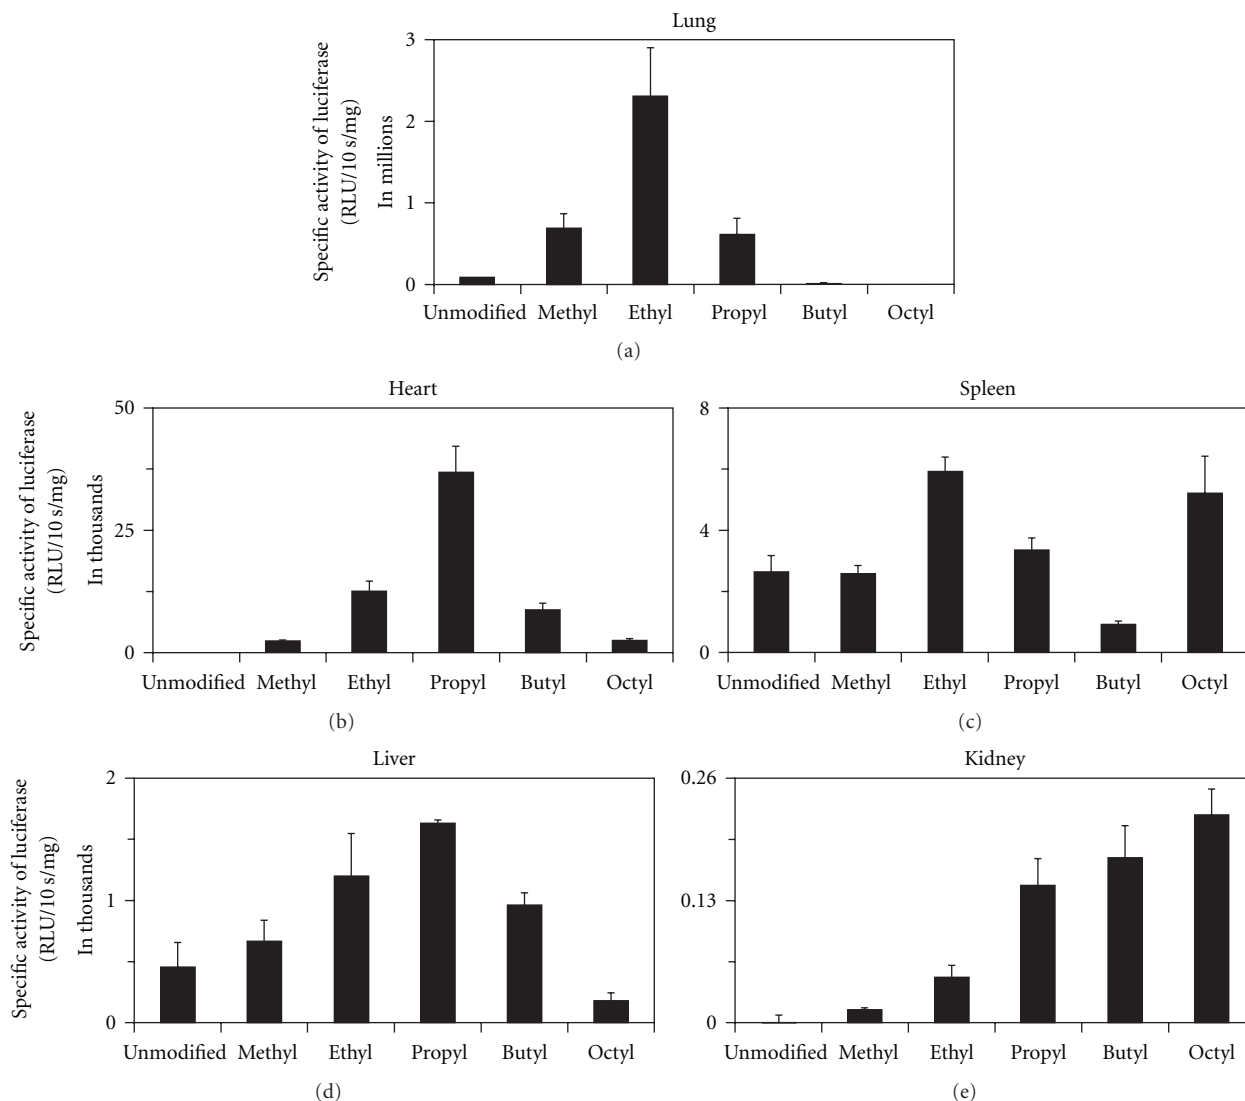 Lung
Specific activity of luciferase
(RLU/10 s/mg)
In millions
3
2
1
0
Unmodified Methyl Ethyl Propyl Butyl Octyl
(a)
Heart
Specific activity of luciferase
(RLU/10 s/mg)
In thousands
50
25
0
Unmodified Methyl Ethyl Propyl Butyl Octyl
(b)
Spleen
8
4
0
Unmodified Methyl Ethyl Propyl Butyl Octyl
(c)
Liver
Specific activity of luciferase
(RLU/10 s/mg)
In thousands
2
1
0
Unmodified Methyl Ethyl Propyl Butyl Octyl
(d)
Kidney
0.26
0.13
0
Unmodified Methyl Ethyl Propyl Butyl Octyl
(e)